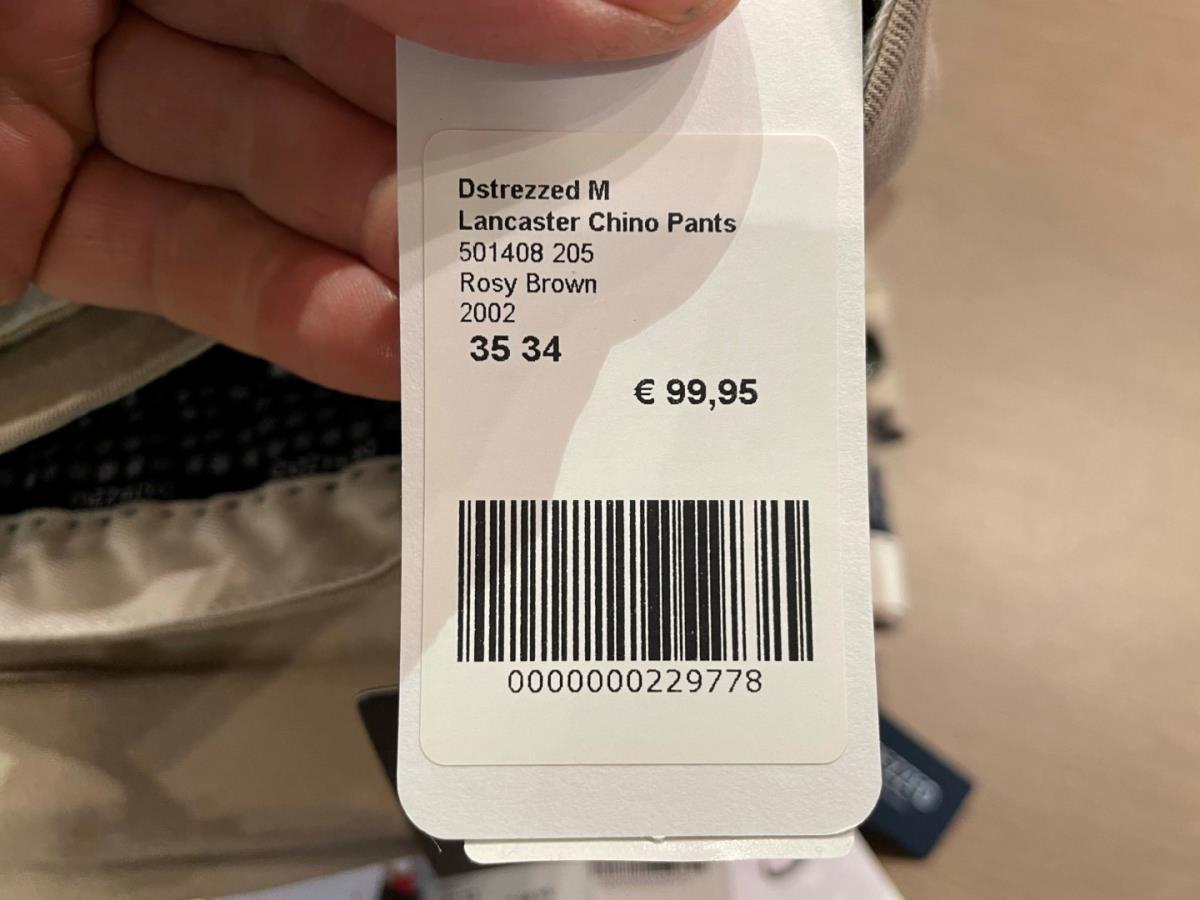 Dstrezzed M
Lancaster Chino Pants
501408 205
Rosy Brown
2002
35 34
€ 99,95
0000000229778